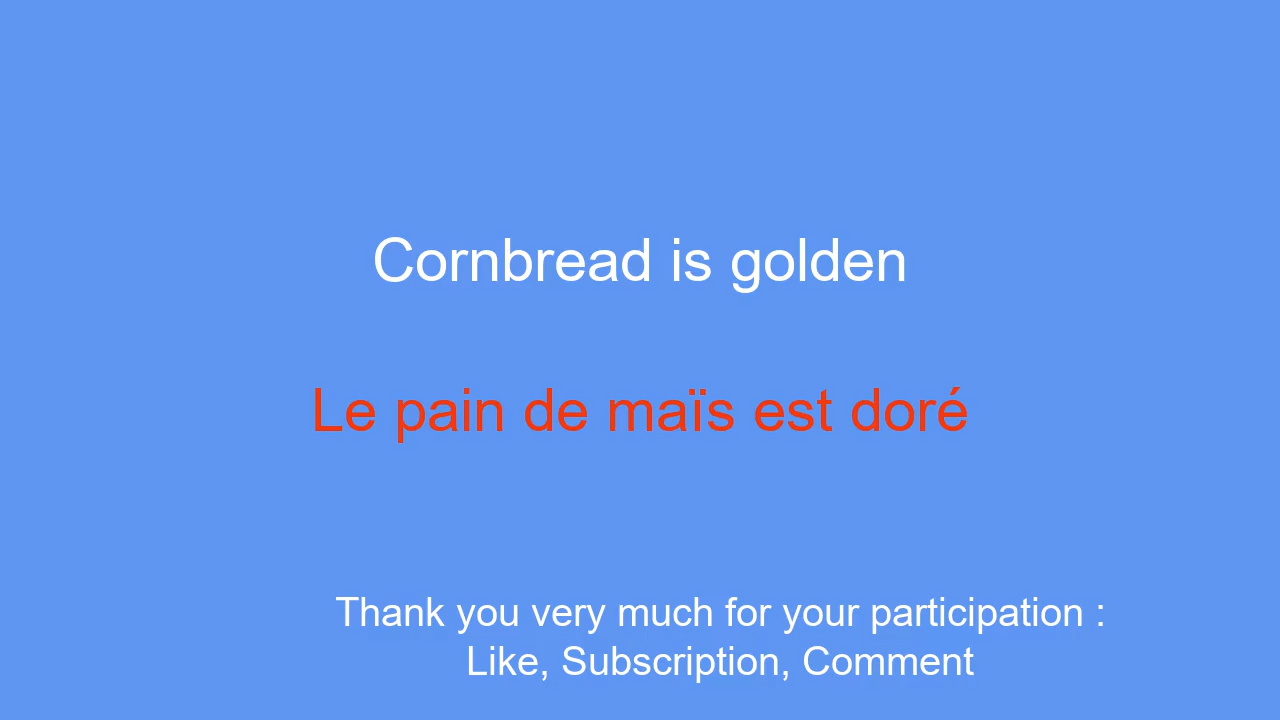 Cornbread is golden
Le pain de maïs est doré
Thank you very much for your participation :
Like, Subscription, Comment